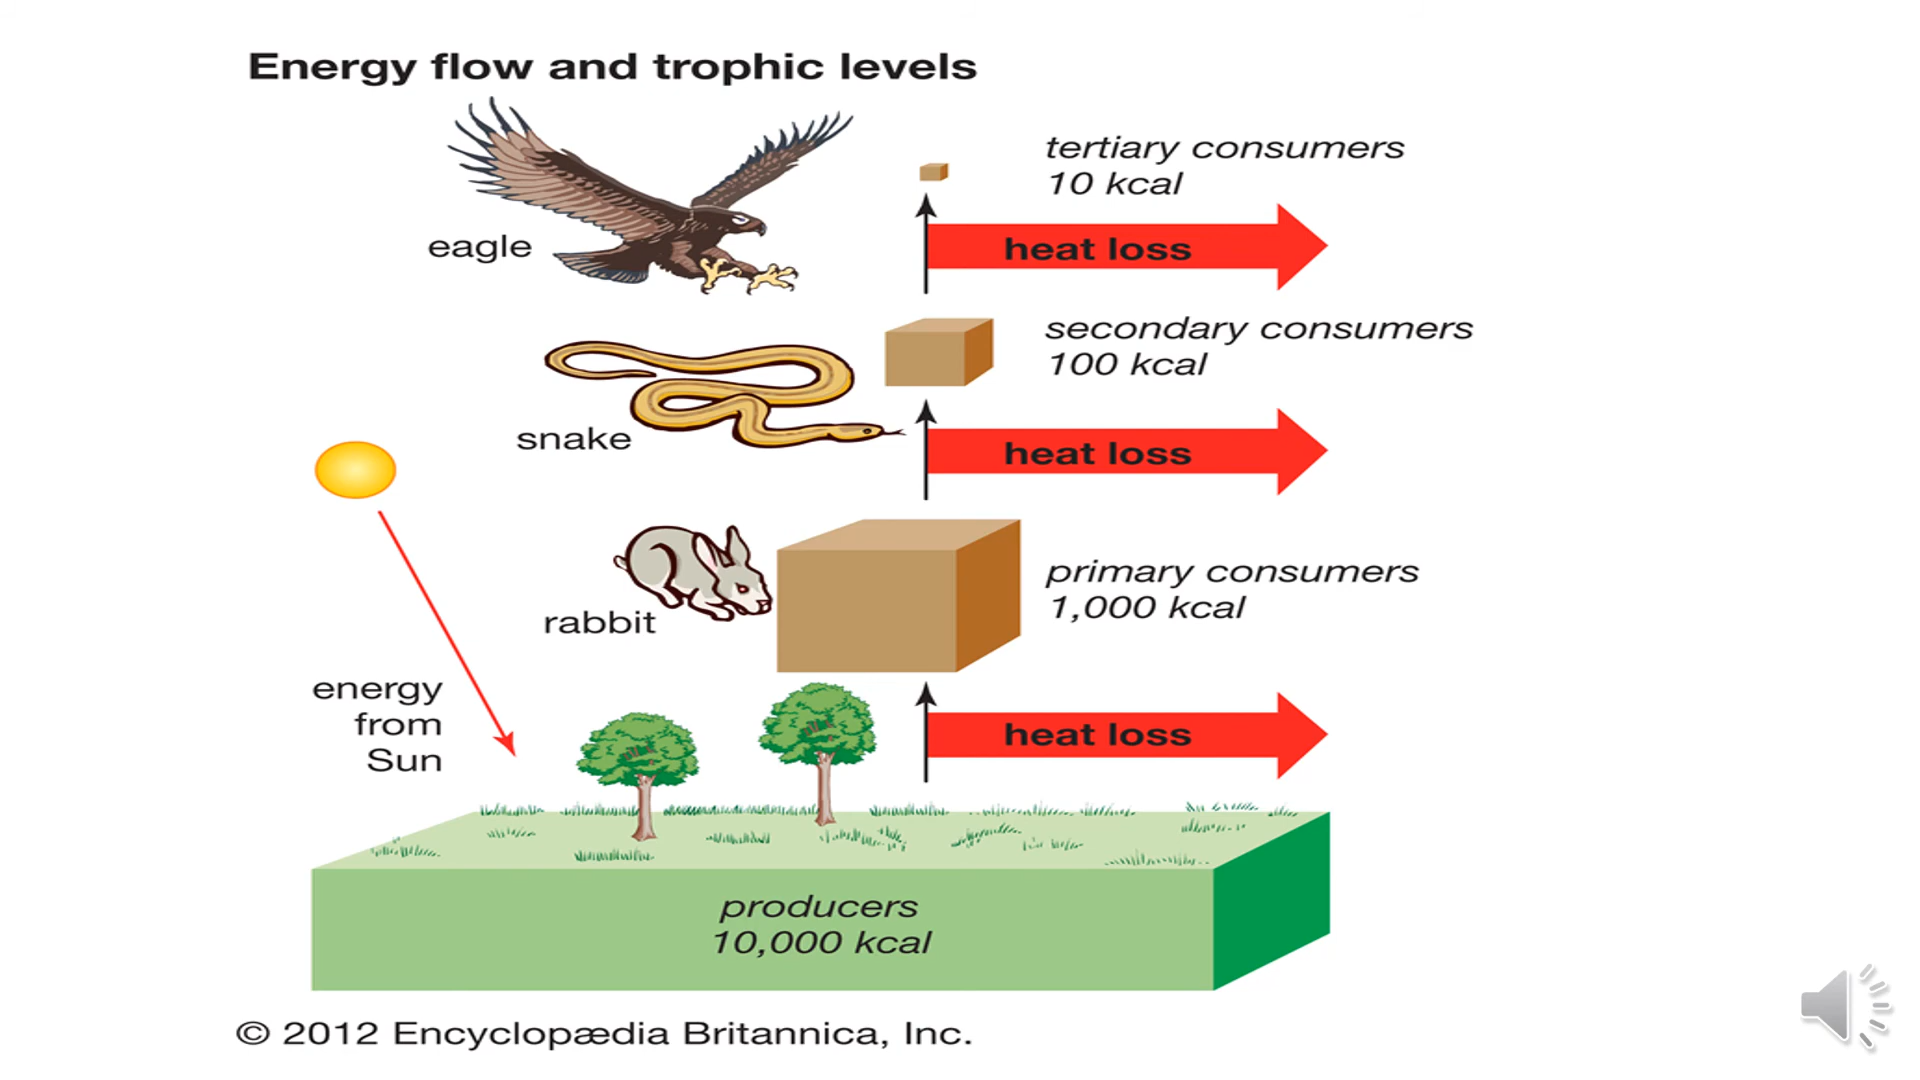 Energy flow and trophic levels
tertiary consumers
10 kcal
eagle
heat loss
secondary consumers
100 kcal
snake
heat loss
primary consumers
1,000 kcal
rabbit
energy
from
Sun
heat loss
producers
10,000 kcal
© 2012 Encyclopædia Britannica, Inc.